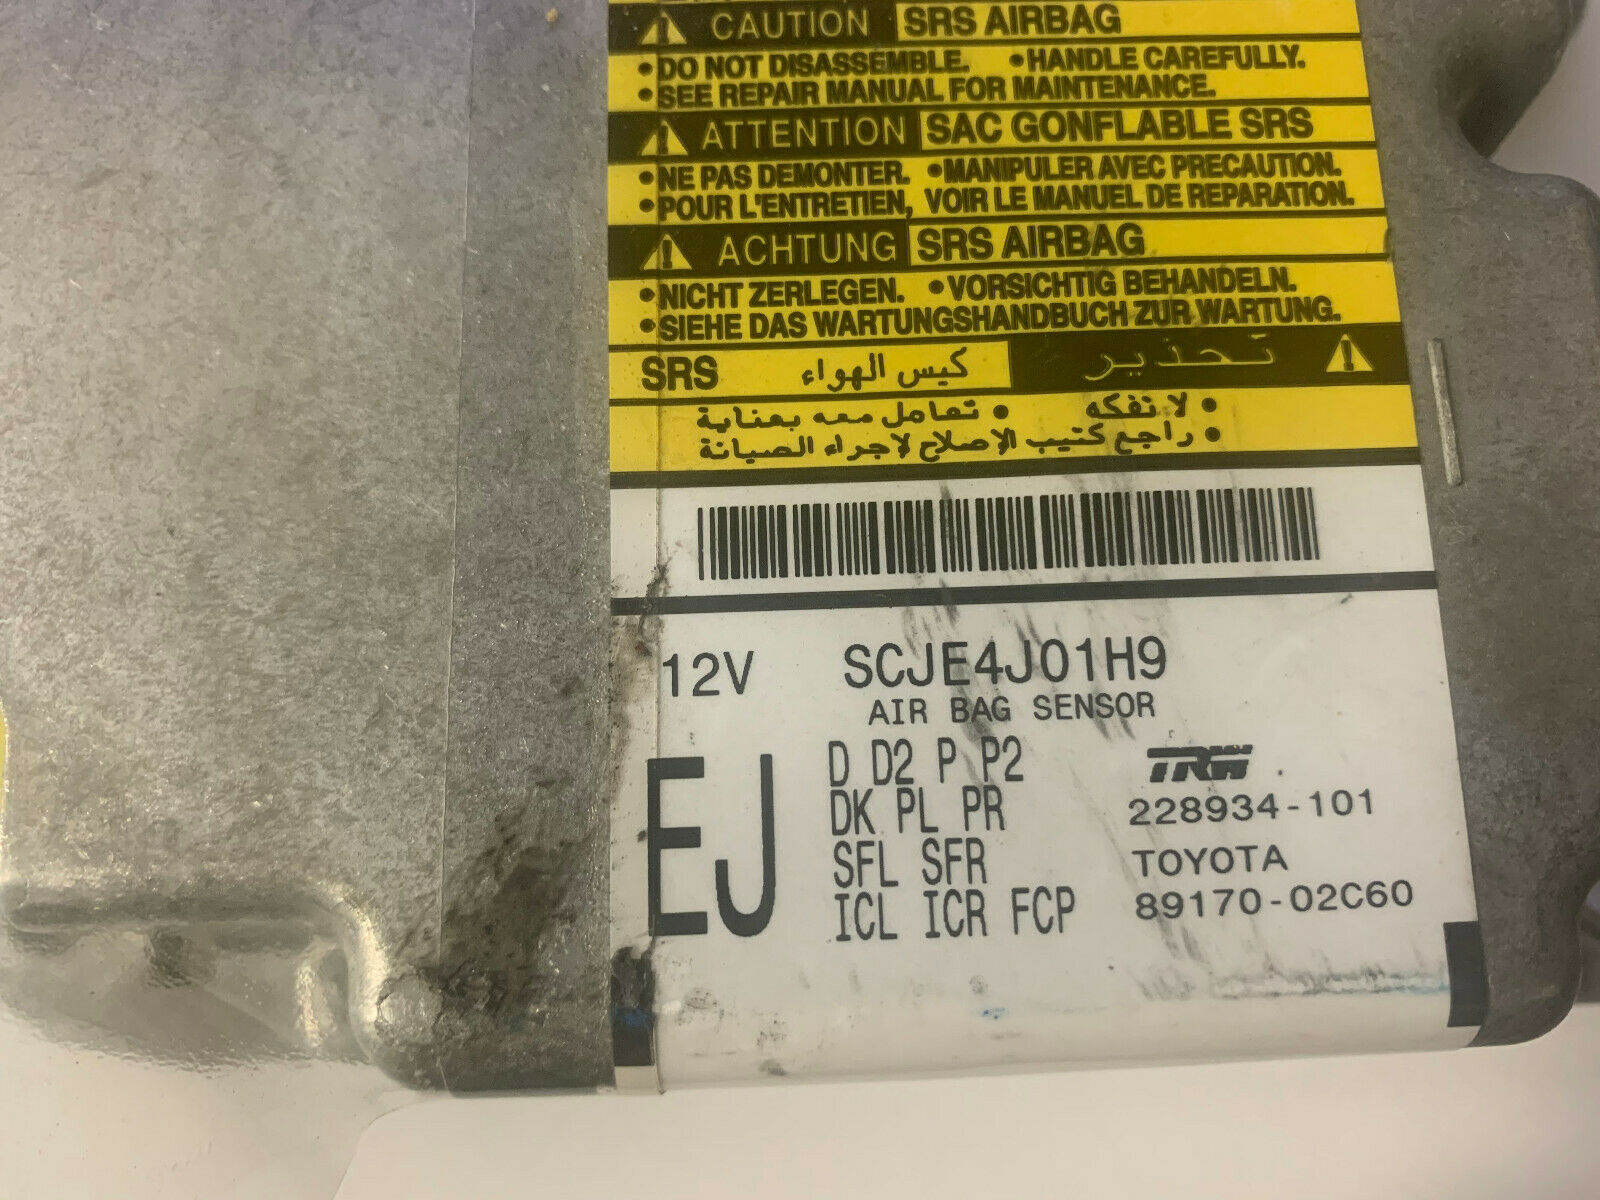 CAUTION SRS AIRBAG
•DO NOT DISASSEMBLE. •HANDLE CAREFULLY.
•SEE REPAIR MANUAL FOR MAINTENANCE.
ATTENTION SAC GONFLABLE SRS
•NE PAS DEMONTER. •MANIPULER AVEC PRECAUTION.
•POUR L'ENTRETIEN, VOIR LE MANUEL DE REPARATION.
ACHTUNG SRS AIRBAG
•NICHT ZERLEGEN. •VORSICHTIG BEHANDELN.
•SIEHE DAS WARTUNGSHANDBUCH ZUR WARTUNG.
تحذير كيس الهواء SRS
• لا تفكه • تعامل معه بعناية
• راجع كتيب الإصلاح لإجراء الصيانة
12V SCJE4J01H9
AIR BAG SENSOR
EJ
D D2 P P2 TRW
DK PL PR 228934-101
SFL SFR TOYOTA
ICL ICR FCP 89170-02C60